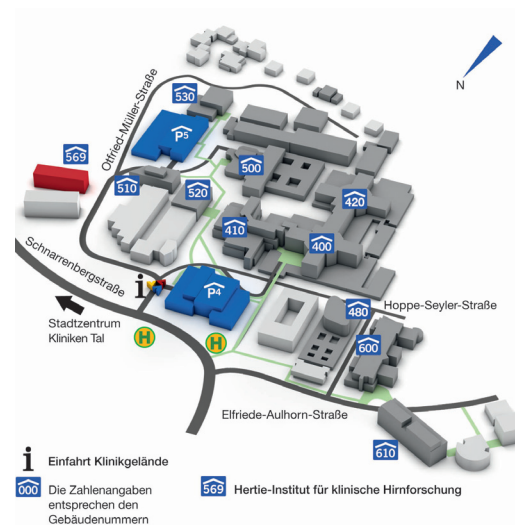 N
530
Otfried-Müller-Straße
P5
569
500
510
520
420
410
400
Schnarrenbergstraße
i
P4
480
Hoppe-Seyler-Straße
Stadtzentrum
Kliniken Tal
H
H
600
Elfriede-Aulhorn-Straße
610
i Einfahrt Klinikgelände
000 Die Zahlenangaben
entsprechen den
Gebäudenummern
569 Hertie-Institut für klinische Hirnforschung